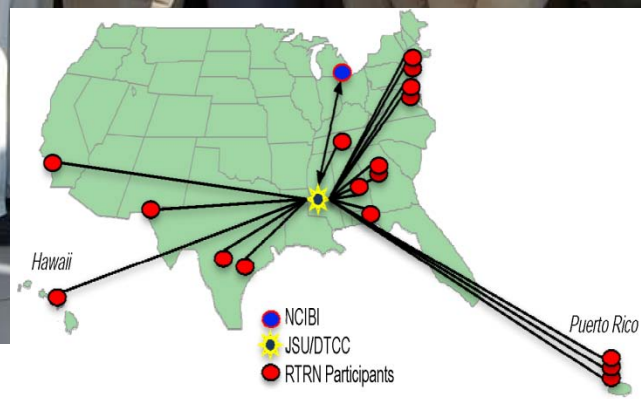 Hawaii
Puerto Rico
NCIBI
JSU/DTCC
RTRN Participants